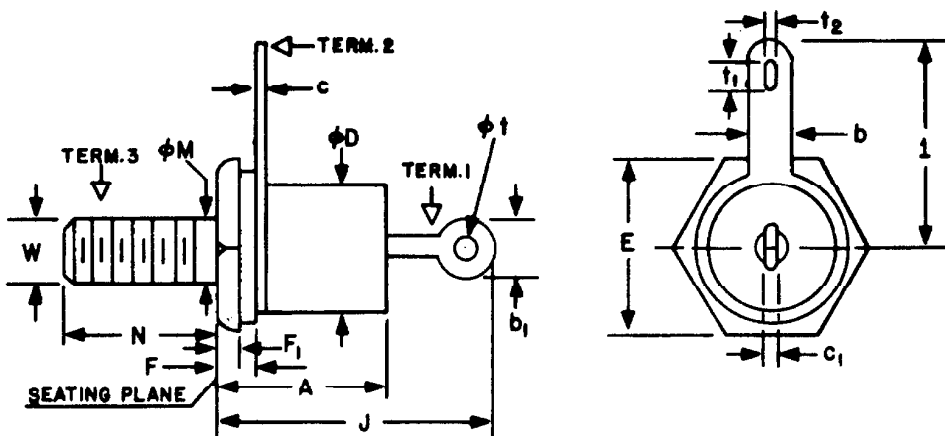 TERM.2
t₂
c
t₁
ϕt
ϕD
b
1
TERM.3
ϕM
TERM.1
W
E
N
F₁
b₁
F
A
c₁
SEATING PLANE
J